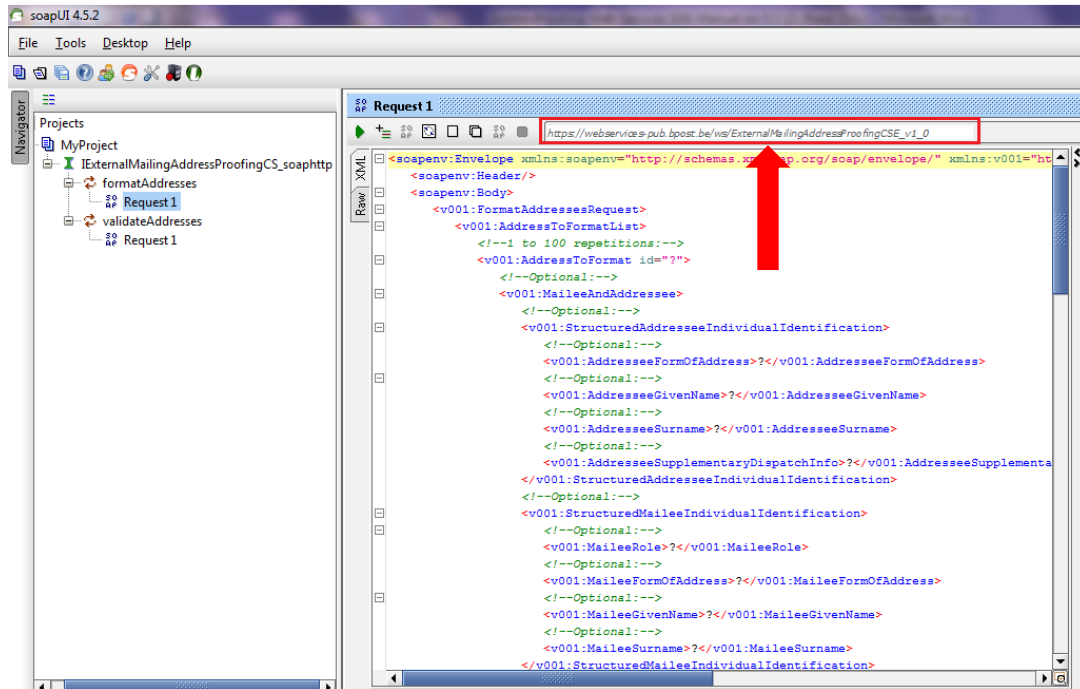 soapUI 4.5.2
File Tools Desktop Help
Navigator
Projects
MyProject
IExternalMailingAddressProofingCS_soaphttp
formatAddresses
Request 1
validateAddresses
Request 1
Request 1
https://webservices-pub.bpost.be/ws/ExternalMailingAddressProofingCSE_v1_0
XML
Raw
<soapenv:Envelope xmlns:soapenv="http://schemas.xm ap.org/soap/envelope/" xmlns:v001="ht
<soapenv:Header/>
<soapenv:Body>
<v001:FormatAddressesRequest>
<v001:AddressToFormatList>
<!--1 to 100 repetitions:-->
<v001:AddressToFormat id="?">
<!--Optional:-->
<v001:MaileeAndAddressee>
<!--Optional:-->
<v001:StructuredAddresseeIndividualIdentification>
<!--Optional:-->
<v001:AddresseeFormOfAddress>?</v001:AddresseeFormOfAddress>
<!--Optional:-->
<v001:AddresseeGivenName>?</v001:AddresseeGivenName>
<!--Optional:-->
<v001:AddresseeSurname>?</v001:AddresseeSurname>
<!--Optional:-->
<v001:AddresseeSupplementaryDispatchInfo>?</v001:AddresseeSupplementa
</v001:StructuredAddresseeIndividualIdentification>
<!--Optional:-->
<v001:StructuredMaileeIndividualIdentification>
<!--Optional:-->
<v001:MaileeRole>?</v001:MaileeRole>
<!--Optional:-->
<v001:MaileeFormOfAddress>?</v001:MaileeFormOfAddress>
<!--Optional:-->
<v001:MaileeGivenName>?</v001:MaileeGivenName>
<!--Optional:-->
<v001:MaileeSurname>?</v001:MaileeSurname>
</v001:StructuredMaileeIndividualIdentification>